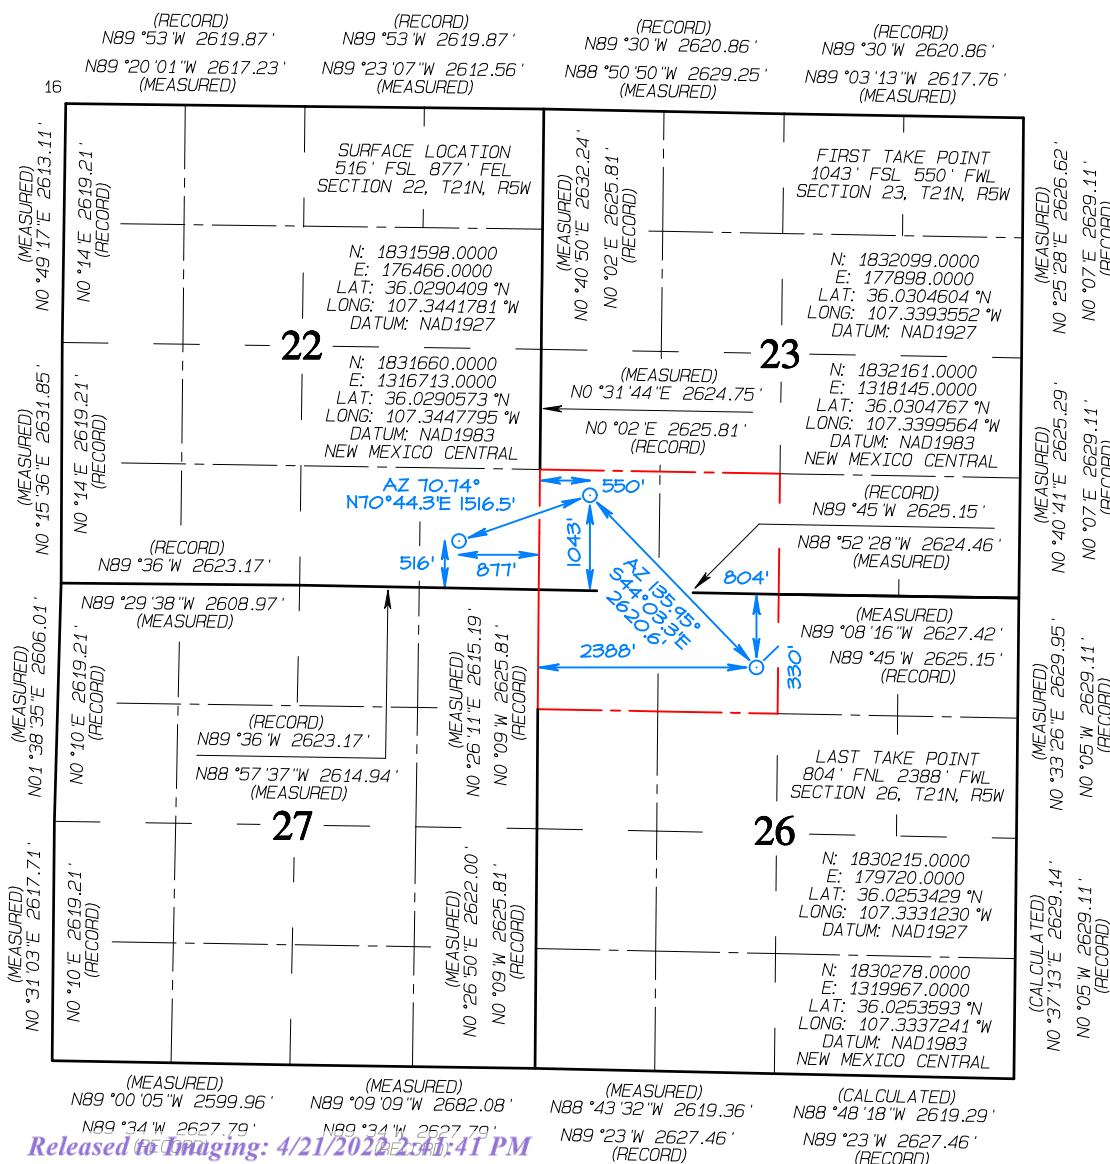 (RECORD)
N89°53'W 2619.87'
N89°20'01"W 2617.23'
(MEASURED)
(RECORD)
N89°53'W 2619.87'
N89°23'07"W 2612.56'
(MEASURED)
(RECORD)
N89°30'W 2620.86'
N88°50'50"W 2629.25'
(MEASURED)
(RECORD)
N89°30'W 2620.86'
N89°03'13"W 2617.76'
(MEASURED)
16
(MEASURED)
N0°49'17"E 2613.11'
N0°14'E 2619.21'
(RECORD)
SURFACE LOCATION
516' FSL 877' FEL
SECTION 22, T21N, R5W
N: 1831598.0000
E: 176466.0000
LAT: 36.0290409°N
LONG: 107.3441781°W
DATUM: NAD1927
22
N: 1831660.0000
E: 1316713.0000
LAT: 36.0290573°N
LONG: 107.3447795°W
DATUM: NAD1983
NEW MEXICO CENTRAL
(MEASURED)
N0°40'50"E 2632.24'
N0°02'E 2625.81'
(RECORD)
FIRST TAKE POINT
1043' FSL 550' FWL
SECTION 23, T21N, R5W
N: 1832099.0000
E: 177898.0000
LAT: 36.0304604°N
LONG: 107.3393552°W
DATUM: NAD1927
23
N: 1832161.0000
E: 1318145.0000
LAT: 36.0304767°N
LONG: 107.3399564°W
DATUM: NAD1983
NEW MEXICO CENTRAL
(MEASURED)
N0°25'28"E 2626.62'
N0°07'E 2629.11'
(RECORD)
(MEASURED)
N0°31'44"E 2624.75'
N0°02'E 2625.81'
(RECORD)
(MEASURED)
N0°15'36"E 2631.85'
N0°14'E 2619.21'
(RECORD)
AZ 70.74°
N70°44.3'E 1516.5'
550'
1043'
516'
877'
(RECORD)
N89°45'W 2625.15'
N88°52'28"W 2624.46'
(MEASURED)
(MEASURED)
N0°40'41"E 2625.29'
N0°07'E 2629.11'
(RECORD)
(RECORD)
N89°36'W 2623.17'
N89°29'38"W 2608.97'
(MEASURED)
AZ 135.95°
S44°03.3'E
2620.6'
804'
2388'
330'
(MEASURED)
N89°08'16"W 2627.42'
N89°45'W 2625.15'
(RECORD)
(MEASURED)
N01°38'35"E 2606.01'
N0°10'E 2619.21'
(RECORD)
(RECORD)
N89°36'W 2623.17'
N88°57'37"W 2614.94'
(MEASURED)
(MEASURED)
N0°26'11"E 2615.19'
N0°09'W 2625.81'
(RECORD)
LAST TAKE POINT
804' FNL 2388' FWL
SECTION 26, T21N, R5W
(MEASURED)
N0°33'26"E 2629.95'
N0°05'W 2629.11'
(RECORD)
27
26
N: 1830215.0000
E: 179720.0000
LAT: 36.0253429°N
LONG: 107.3331230°W
DATUM: NAD1927
N: 1830278.0000
E: 1319967.0000
LAT: 36.0253593°N
LONG: 107.3337241°W
DATUM: NAD1983
NEW MEXICO CENTRAL
(MEASURED)
N0°31'03"E 2617.71'
N0°10'E 2619.21'
(RECORD)
(MEASURED)
N0°26'50"E 2622.00'
N0°09'W 2625.81'
(RECORD)
(CALCULATED)
N0°37'13"E 2629.14'
N0°05'W 2629.11'
(RECORD)
(MEASURED)
N89°00'05"W 2599.96'
N89°34'W 2627.79'
(RECORD)
(MEASURED)
N89°09'09"W 2682.08'
N89°34'W 2627.79'
(RECORD)
(MEASURED)
N88°43'32"W 2619.36'
N89°23'W 2627.46'
(RECORD)
(CALCULATED)
N88°48'18"W 2619.29'
N89°23'W 2627.46'
(RECORD)
Released to Imaging: 4/21/2022 2:41:41 PM